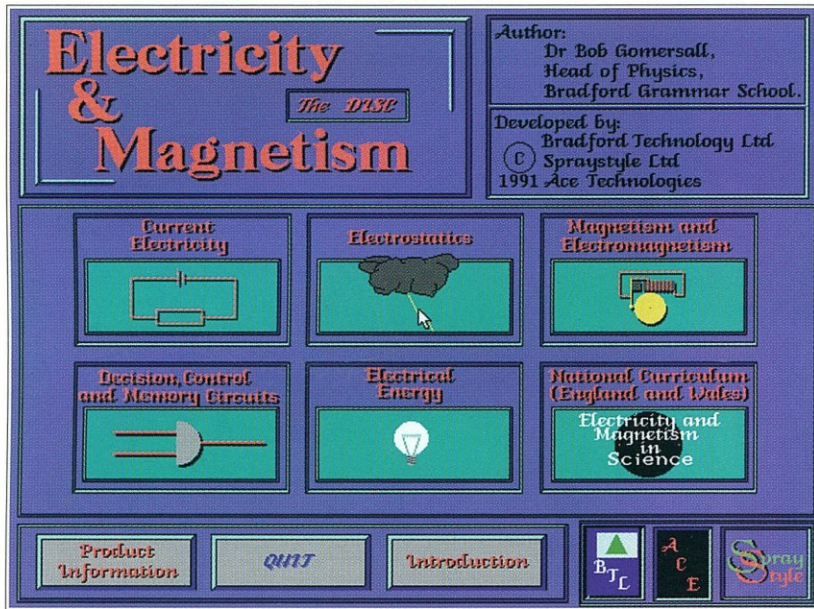 Electricity
&
The DISC
Magnetism
Author:
Dr Bob Gomersall,
Head of Physics,
Bradford Grammar School.
Developed by:
Bradford Technology Ltd
C Spraystyle Ltd
1991 Ace Technologies
Current
Electricity
Electrostatics
Magnetism and
Electromagnetism
Decision, Control
and Memory Circuits
Electrical
Energy
National Curriculum
(England and Wales)
Electricity and
Magnetism
in
Science
Product
Information
QUIT
Introduction
BTL
ACE
Spray
Style